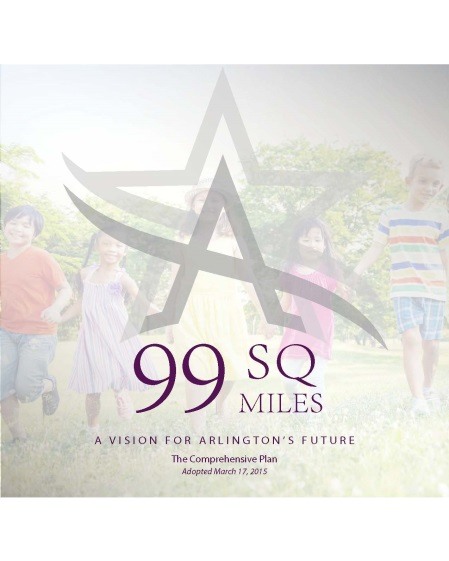 99 SQ
MILES
A VISION FOR ARLINGTON'S FUTURE
The Comprehensive Plan
Adopted March 17, 2015